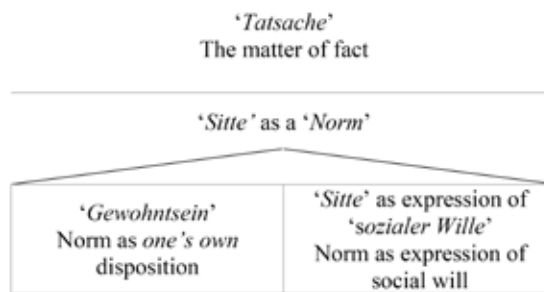 ‘Tatsache’
The matter of fact
‘Sitte’ as a ‘Norm’
‘Gewohntsein’
Norm as one’s own
disposition
‘Sitte’ as expression of
‘sozialer Wille’
Norm as expression of
social will